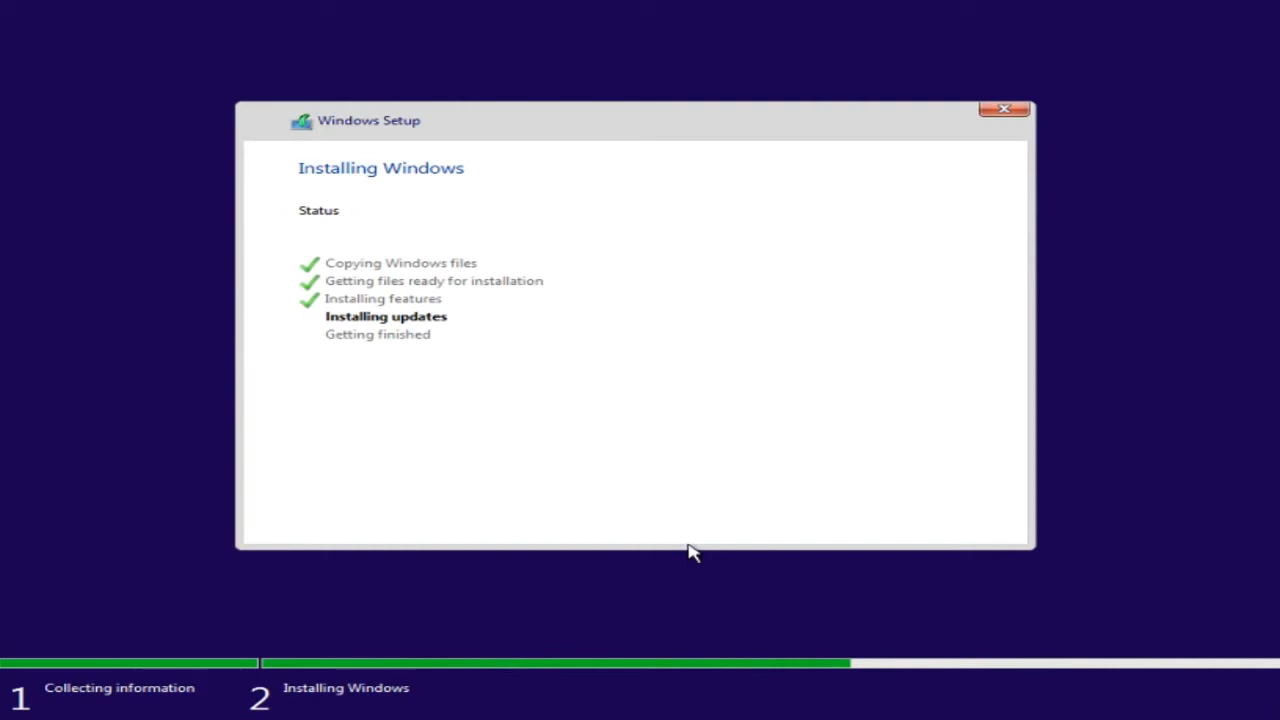 Windows Setup
Installing Windows
Status
Copying Windows files
Getting files ready for installation
Installing features
Installing updates
Getting finished
1 Collecting information
2 Installing Windows